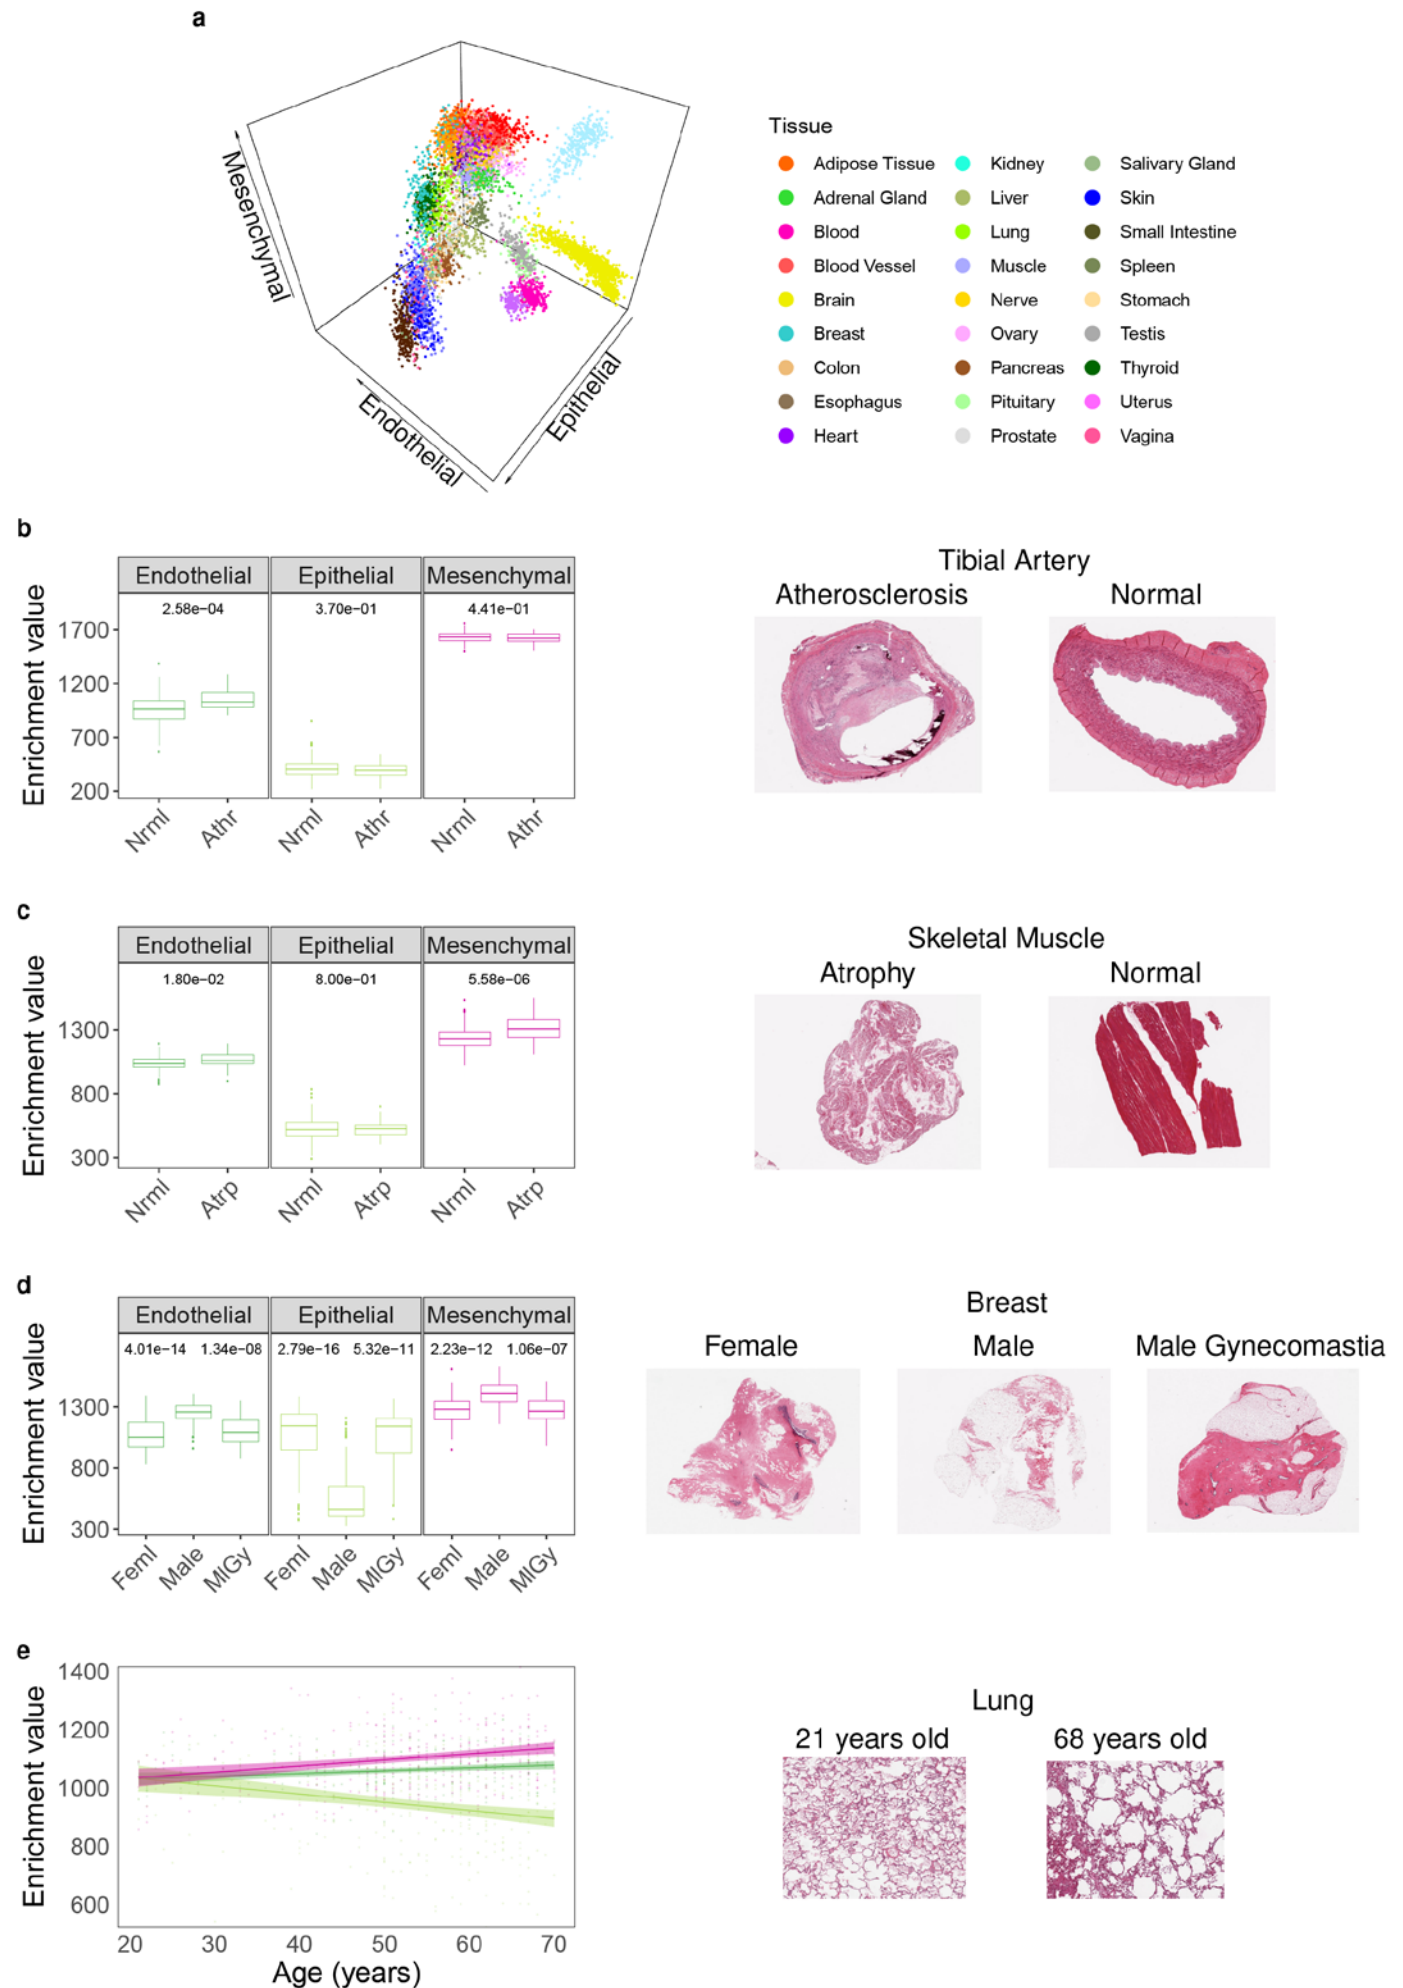 a
Mesenchymal
Endothelial
Epithelial
Tissue
Adipose Tissue
Adrenal Gland
Blood
Blood Vessel
Brain
Breast
Colon
Esophagus
Heart
Kidney
Liver
Lung
Muscle
Nerve
Ovary
Pancreas
Pituitary
Prostate
Salivary Gland
Skin
Small Intestine
Spleen
Stomach
Testis
Thyroid
Uterus
Vagina
b
Enrichment value
Endothelial Epithelial Mesenchymal
2.58e−04 3.70e−01 4.41e−01
1700
1200
700
200
Nrml Athr Nrml Athr Nrml Athr
Tibial Artery
Atherosclerosis Normal
c
Enrichment value
Endothelial Epithelial Mesenchymal
1.80e−02 8.00e−01 5.58e−06
1300
800
300
Nrml Atrp Nrml Atrp Nrml Atrp
Skeletal Muscle
Atrophy Normal
d
Enrichment value
Endothelial Epithelial Mesenchymal
4.01e−14 1.34e−08 2.79e−16 5.32e−11 2.23e−12 1.06e−07
1300
800
300
Feml Male MlGy Feml Male MlGy Feml Male MlGy
Breast
Female Male Male Gynecomastia
e
Enrichment value
1400
1200
1000
800
600
20 30 40 50 60 70
Age (years)
Lung
21 years old 68 years old